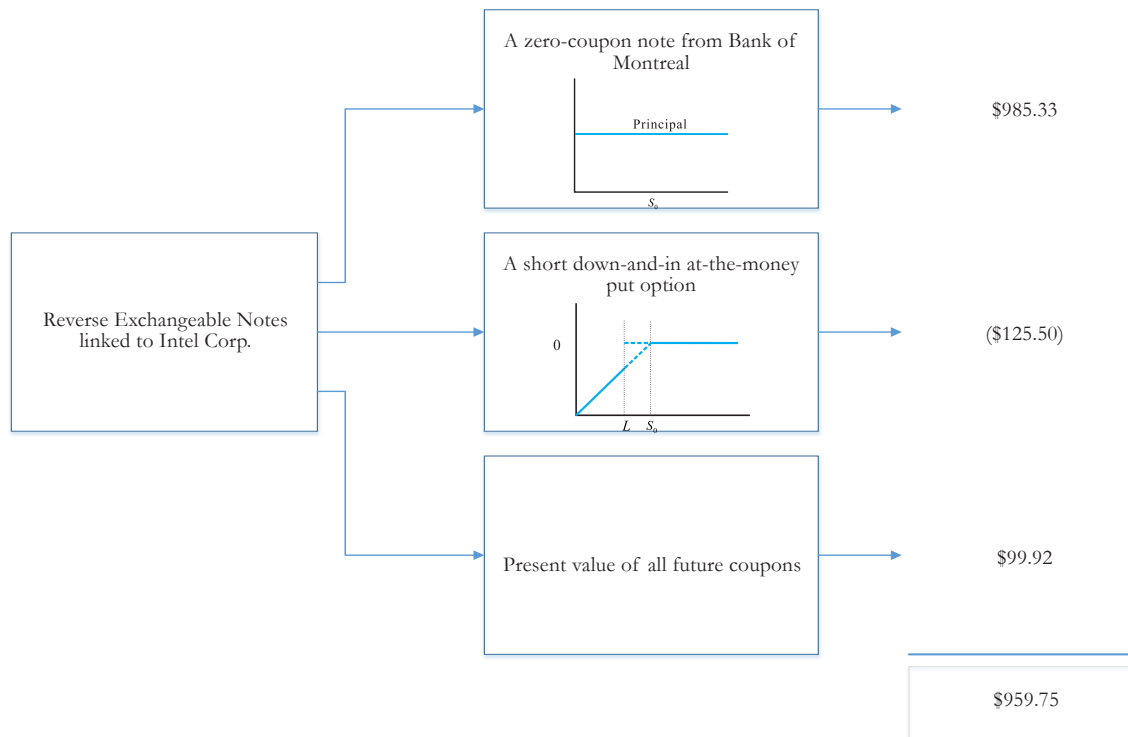 A zero-coupon note from Bank of
Montreal
Principal
S₀
$985.33
Reverse Exchangeable Notes
linked to Intel Corp.
A short down-and-in at-the-money
put option
0
L S₀
($125.50)
Present value of all future coupons
$99.92
$959.75